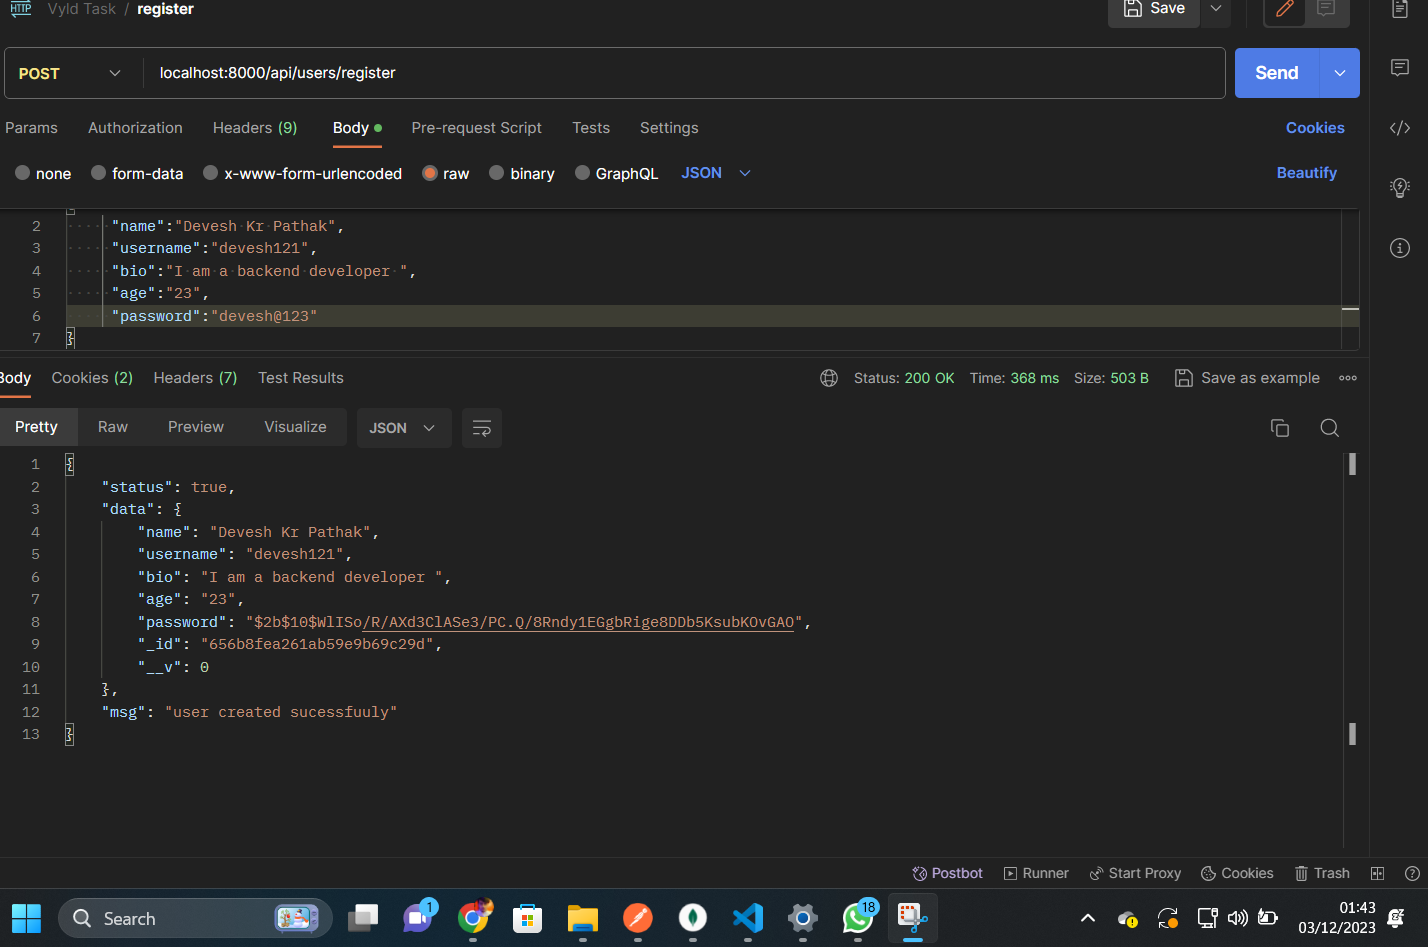 HTTP Vyld Task / register Save
POST localhost:8000/api/users/register Send
Params Authorization Headers (9) Body Pre-request Script Tests Settings Cookies
none form-data x-www-form-urlencoded raw binary GraphQL JSON Beautify
2 "name":"Devesh Kr Pathak",
3 "username":"devesh121",
4 "bio":"I am a backend developer ",
5 "age":"23",
6 "password":"devesh@123"
7 }
Body Cookies (2) Headers (7) Test Results Status: 200 OK Time: 368 ms Size: 503 B Save as example
Pretty Raw Preview Visualize JSON
1 {
2 "status": true,
3 "data": {
4 "name": "Devesh Kr Pathak",
5 "username": "devesh121",
6 "bio": "I am a backend developer ",
7 "age": "23",
8 "password": "$2b$10$WlISo/R/AXd3ClASe3/PC.Q/8Rndy1EGgbRige8DDb5KsubKOvGAO",
9 "_id": "656b8fea261ab59e9b69c29d",
10 "__v": 0
11 },
12 "msg": "user created sucessfuuly"
13 }
Postbot Runner Start Proxy Cookies Trash
Search 1 18 01:43
03/12/2023